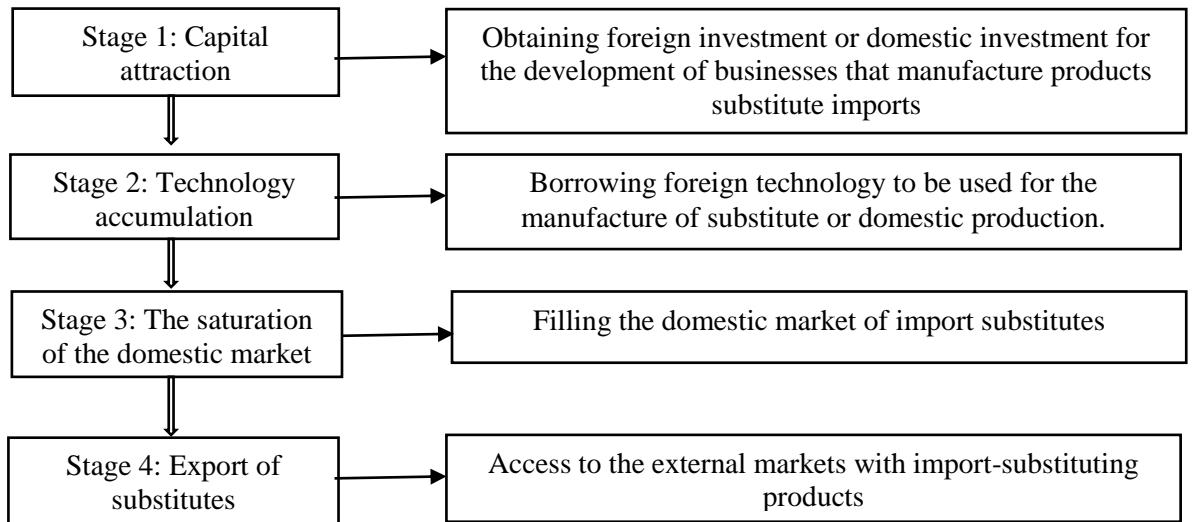 Stage 1: Capital
attraction
Obtaining foreign investment or domestic investment for
the development of businesses that manufacture products
substitute imports
Stage 2: Technology
accumulation
Borrowing foreign technology to be used for the
manufacture of substitute or domestic production.
Stage 3: The saturation
of the domestic market
Filling the domestic market of import substitutes
Stage 4: Export of
substitutes
Access to the external markets with import-substituting
products